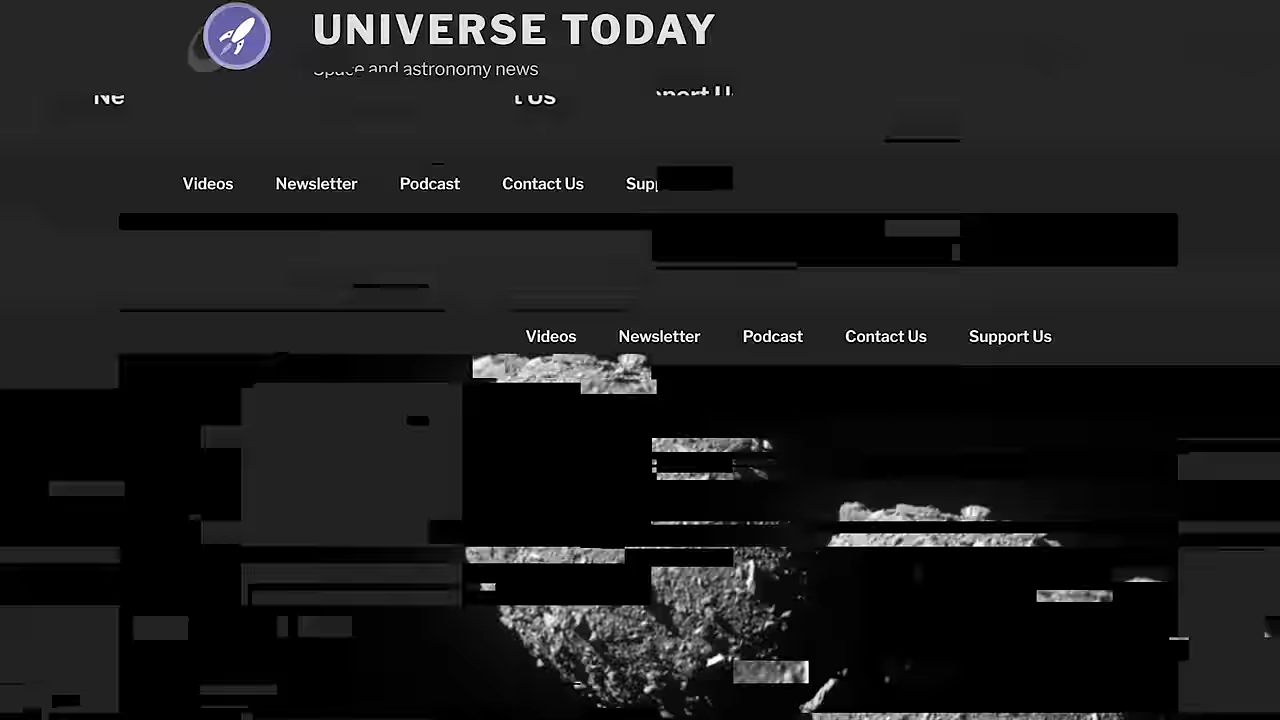 UNIVERSE TODAY
Space and astronomy news
Videos Newsletter Podcast Contact Us
Videos Newsletter Podcast Contact Us Support Us